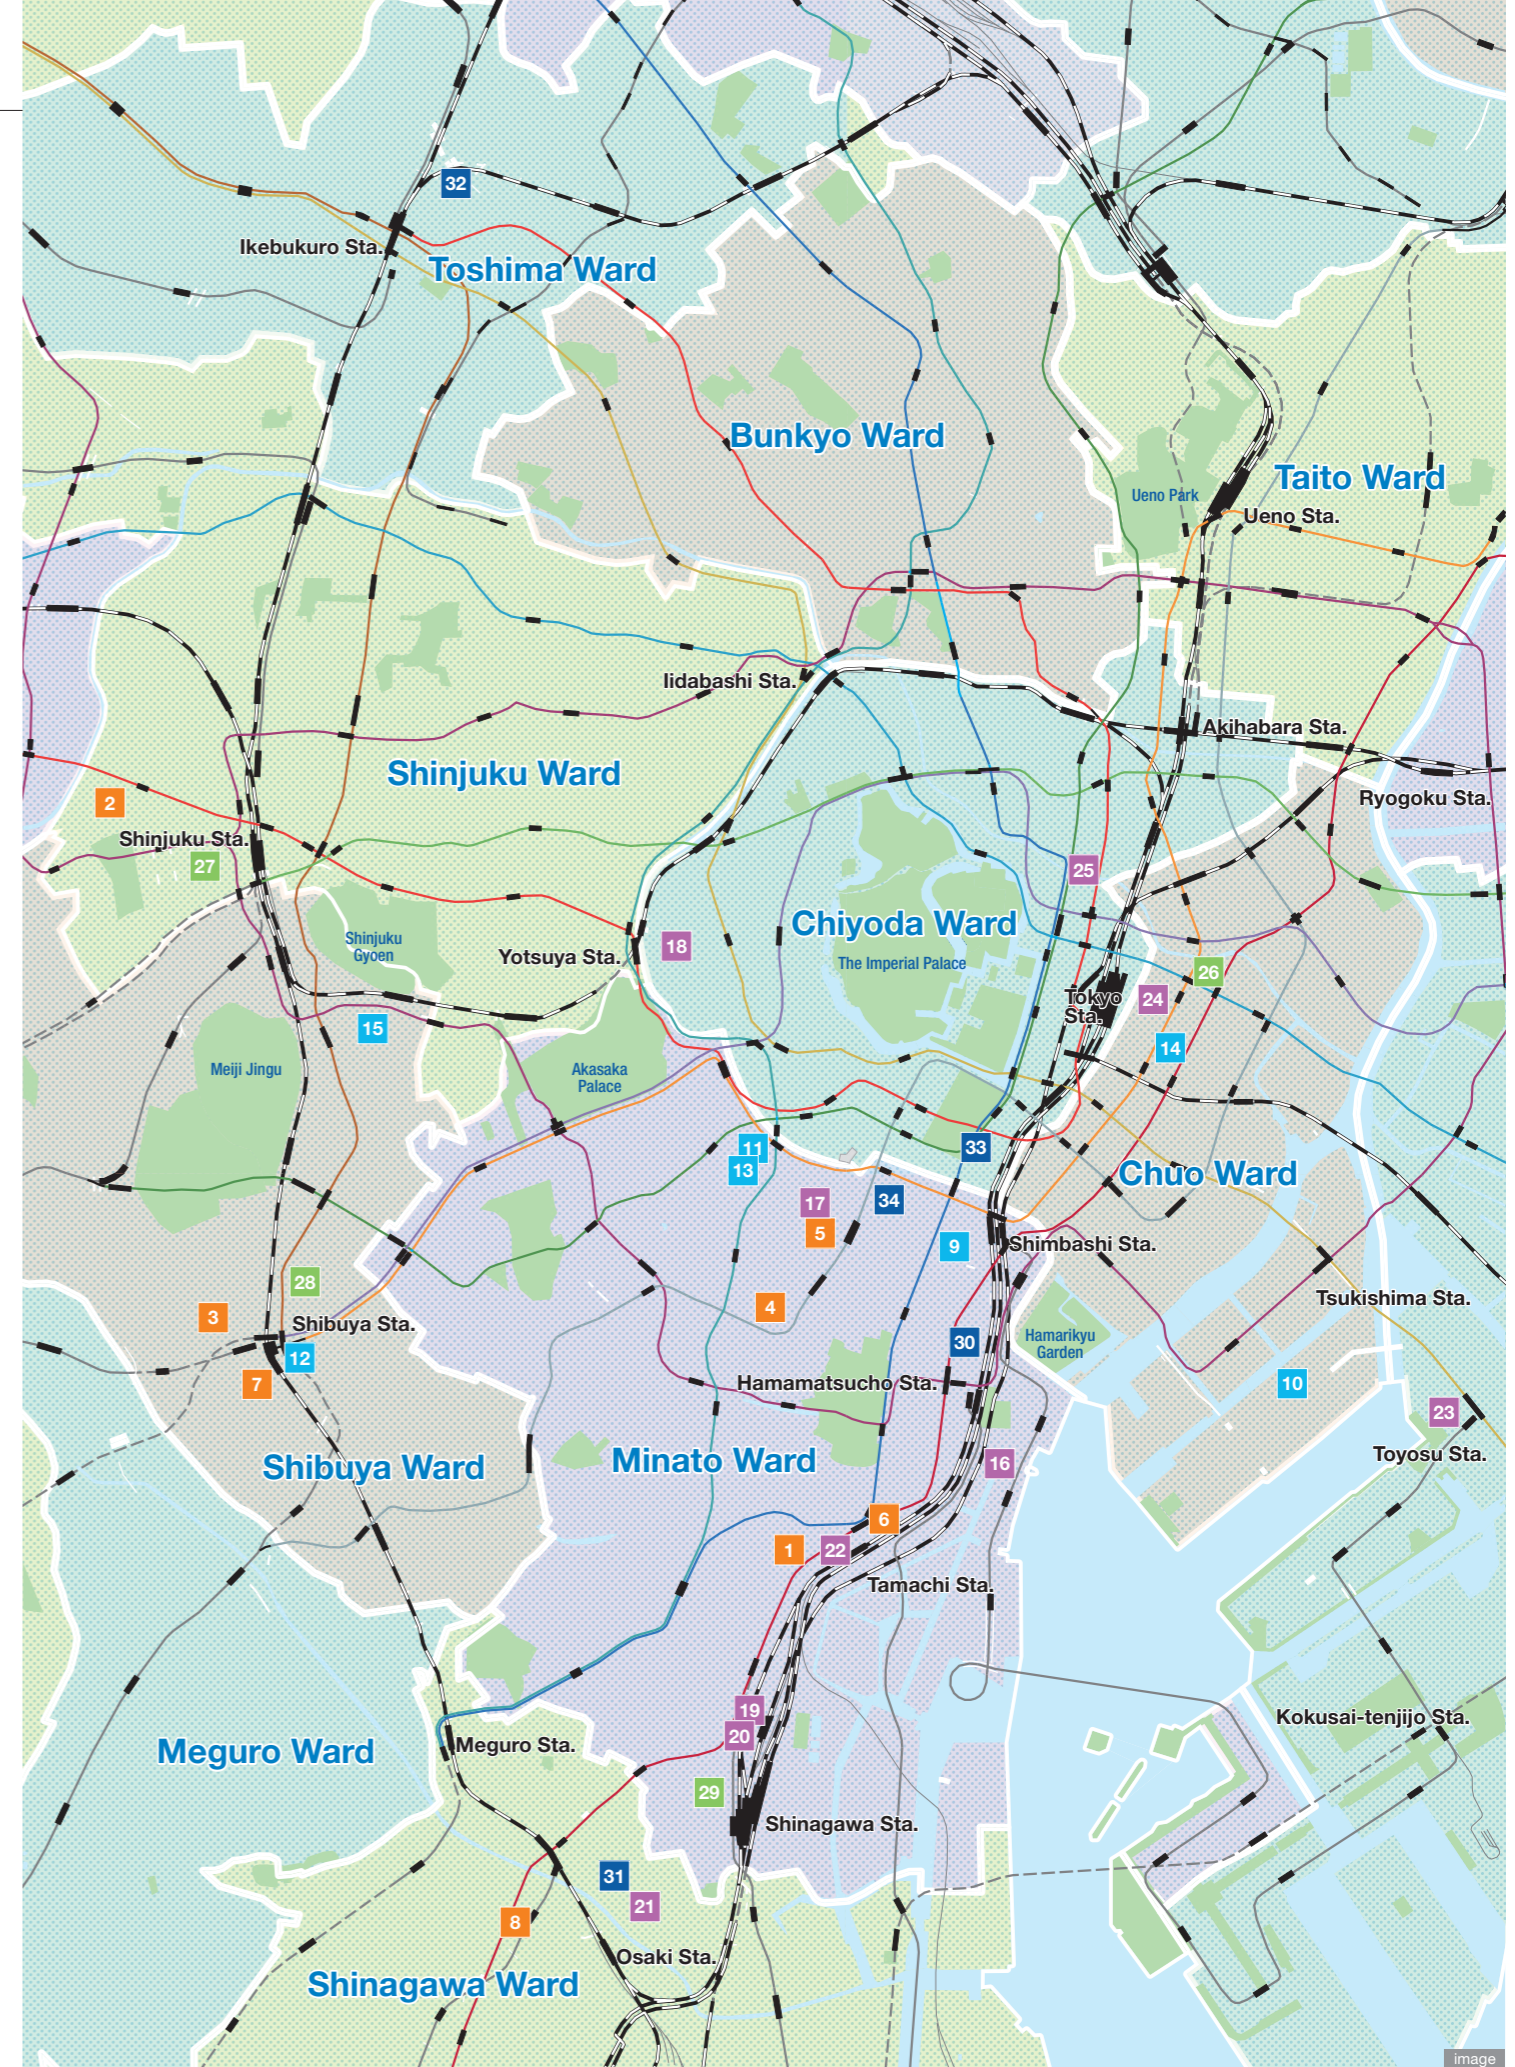 32
Ikebukuro Sta.
Toshima Ward
Bunkyo Ward
Taito Ward
Ueno Park
Ueno Sta.
Iidabashi Sta.
Akihabara Sta.
Shinjuku Ward
Ryogoku Sta.
2
Shinjuku Sta.
27
25
Chiyoda Ward
Shinjuku
Gyoen
18
Yotsuya Sta.
The Imperial Palace
26
Tokyo
Sta.
24
15
14
Meiji Jingu
Akasaka
Palace
11
33
13
Chuo Ward
17
34
5
9
Shimbashi Sta.
28
Tsukishima Sta.
4
3
Shibuya Sta.
Hamarikyu
Garden
30
12
7
Hamamatsucho Sta.
10
23
Toyosu Sta.
Shibuya Ward
Minato Ward
16
6
1
22
Tamachi Sta.
19
Kokusai-tenjijo Sta.
20
Meguro Ward
Meguro Sta.
29
Shinagawa Sta.
31
21
8
Osaki Sta.
Shinagawa Ward
image